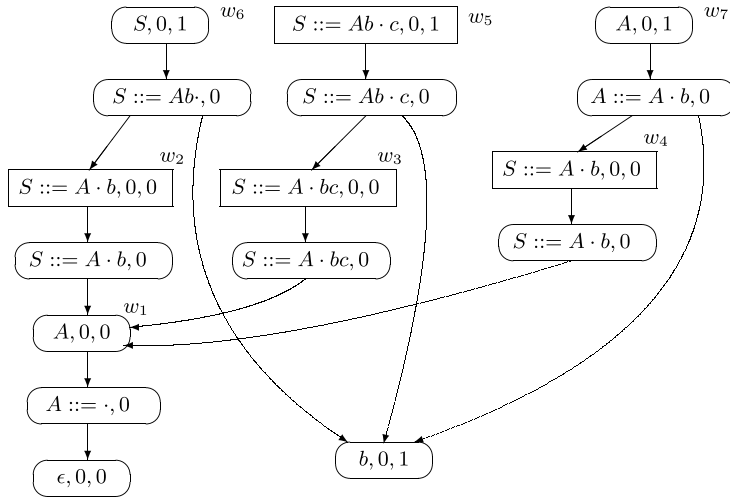 S, 0, 1 w₆ S ::= Ab · c, 0, 1 w₅ A, 0, 1 w₇
S ::= Ab·, 0 S ::= Ab · c, 0 A ::= A · b, 0
w₂ w₃ w₄
S ::= A · b, 0, 0 S ::= A · bc, 0, 0 S ::= A · b, 0, 0
S ::= A · b, 0 S ::= A · bc, 0 S ::= A · b, 0
w₁
A, 0, 0
A ::= ·, 0
ϵ, 0, 0 b, 0, 1